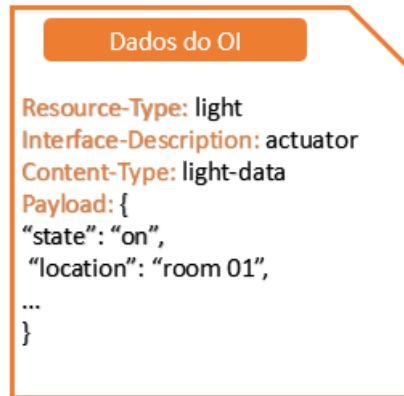 Dados do OI
Resource-Type: light
Interface-Description: actuator
Content-Type: light-data
Payload: {
“state”: “on”,
“location”: “room 01”,
...
}